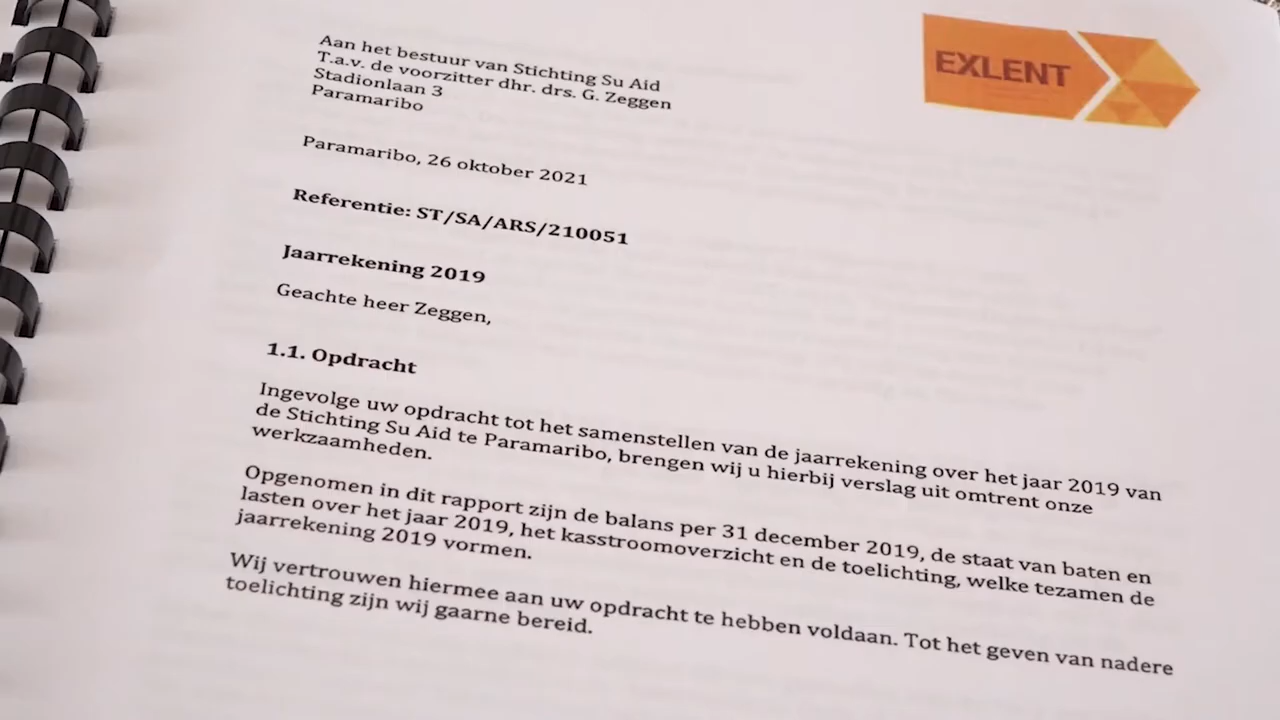 EXLENT
Aan het bestuur van Stichting Su Aid
T.a.v. de voorzitter dhr. drs. G. Zeggen
Stadionlaan 3
Paramaribo
Paramaribo, 26 oktober 2021
Referentie: ST/SA/ARS/210051
Jaarrekening 2019
Geachte heer Zeggen,
1.1. Opdracht
Ingevolge uw opdracht tot het samenstellen van de jaarrekening over het jaar 2019 van
de Stichting Su Aid te Paramaribo, brengen wij u hierbij verslag uit omtrent onze
werkzaamheden.
Opgenomen in dit rapport zijn de balans per 31 december 2019, de staat van baten en
lasten over het jaar 2019, het kasstroomoverzicht en de toelichting, welke tezamen de
jaarrekening 2019 vormen.
Wij vertrouwen hiermee aan uw opdracht te hebben voldaan. Tot het geven van nadere
toelichting zijn wij gaarne bereid.